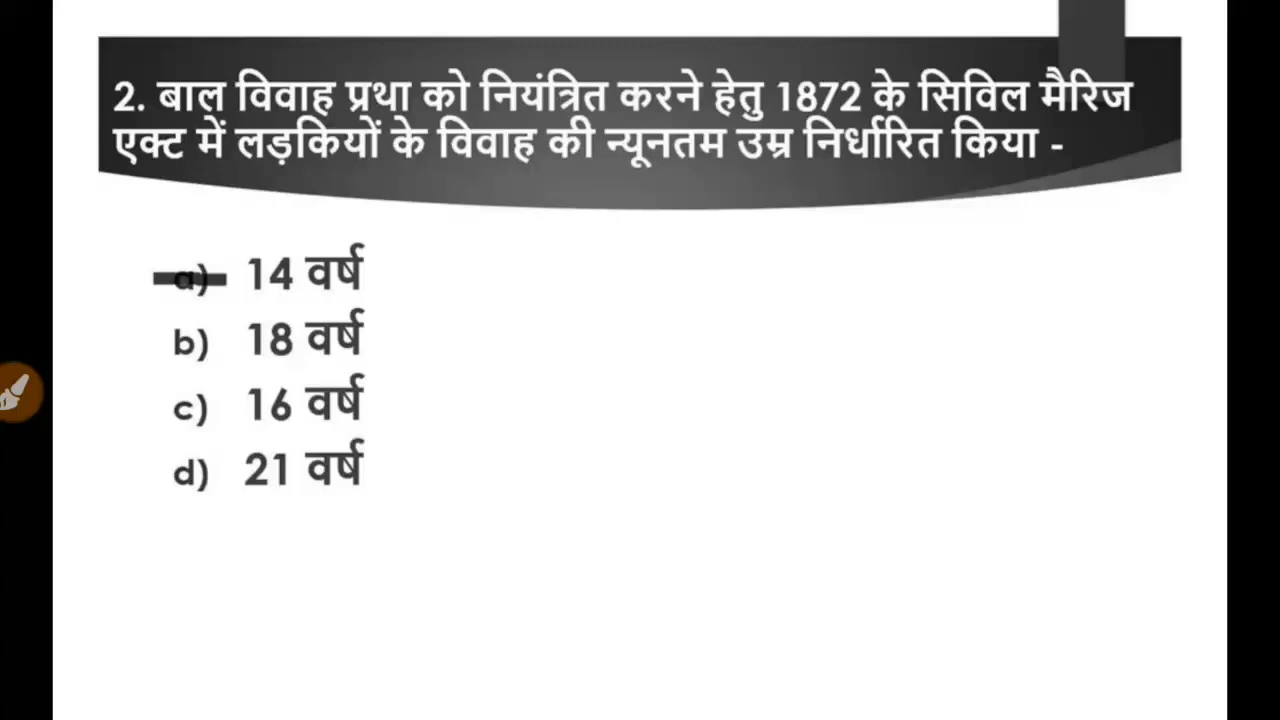 2. बाल विवाह प्रथा को नियंत्रित करने हेतु 1872 के सिविल मैरिज
एक्ट में लड़कियों के विवाह की न्यूनतम उम्र निर्धारित किया -
a) 14 वर्ष
b) 18 वर्ष
c) 16 वर्ष
d) 21 वर्ष